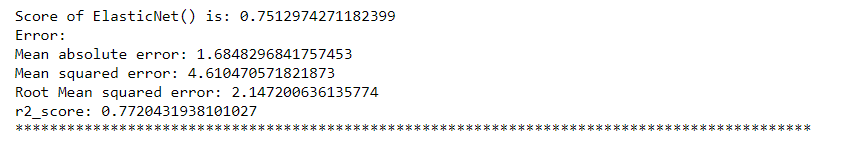 Score of ElasticNet() is: 0.7512974271182399
Error:
Mean absolute error: 1.6848296841757453
Mean squared error: 4.610470571821873
Root Mean squared error: 2.147200636135774
r2_score: 0.7720431938101027
********************************************************************************************